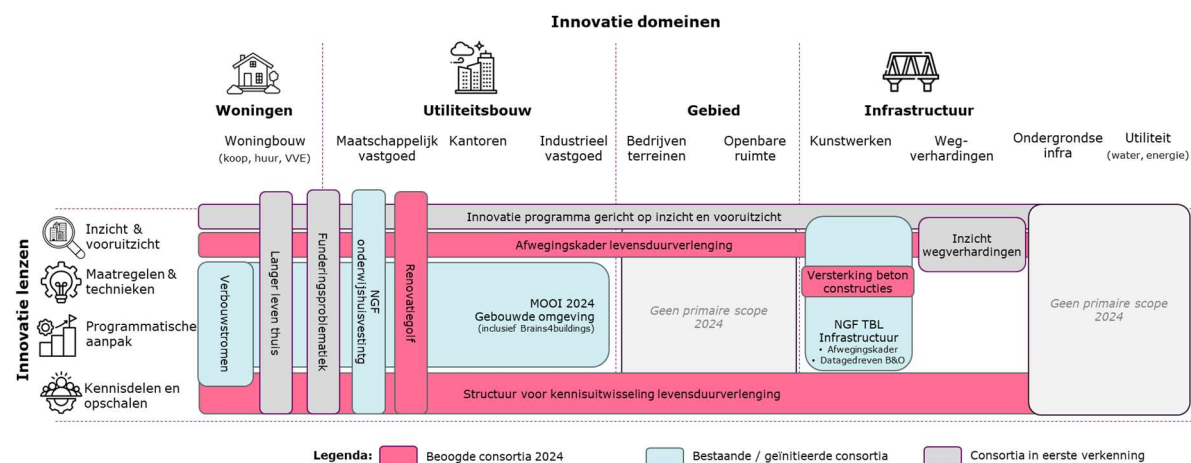 Innovatie domeinen
Woningen
Utiliteitsbouw
Gebied
Infrastructuur
Woningbouw
(koop, huur, VVE)
Maatschappelijk
vastgoed
Kantoren
Industrieel
vastgoed
Bedrijven
terreinen
Openbare
ruimte
Kunstwerken
Weg-
verhardingen
Ondergrondse
infra
Utiliteit
(water, energie)
Innovatie lenzen
Inzicht &
vooruitzicht
Maatregelen &
technieken
Programmatische
aanpak
Kennisdelen en
opschalen
Innovatie programma gericht op inzicht en vooruitzicht
Afwegingskader levensduurverlenging
Verbouwstromen
Langer leven thuis
Funderingsproblematiek
NGF
onderwijshuisvestintg
Renovatiegolf
MOOI 2024
Gebouwde omgeving
(inclusief Brains4buildings)
Geen primaire scope
2024
Versterking beton
constructies
NGF TBL
Infrastructuur
• Afwegingskader
• Datagedreven B&O
Inzicht
wegverhardingen
Geen primaire scope
2024
Structuur voor kennisuitwisseling levensduurverlenging
Legenda:
Beoogde consortia 2024
Bestaande / geïnitieerde consortia
Consortia in eerste verkenning